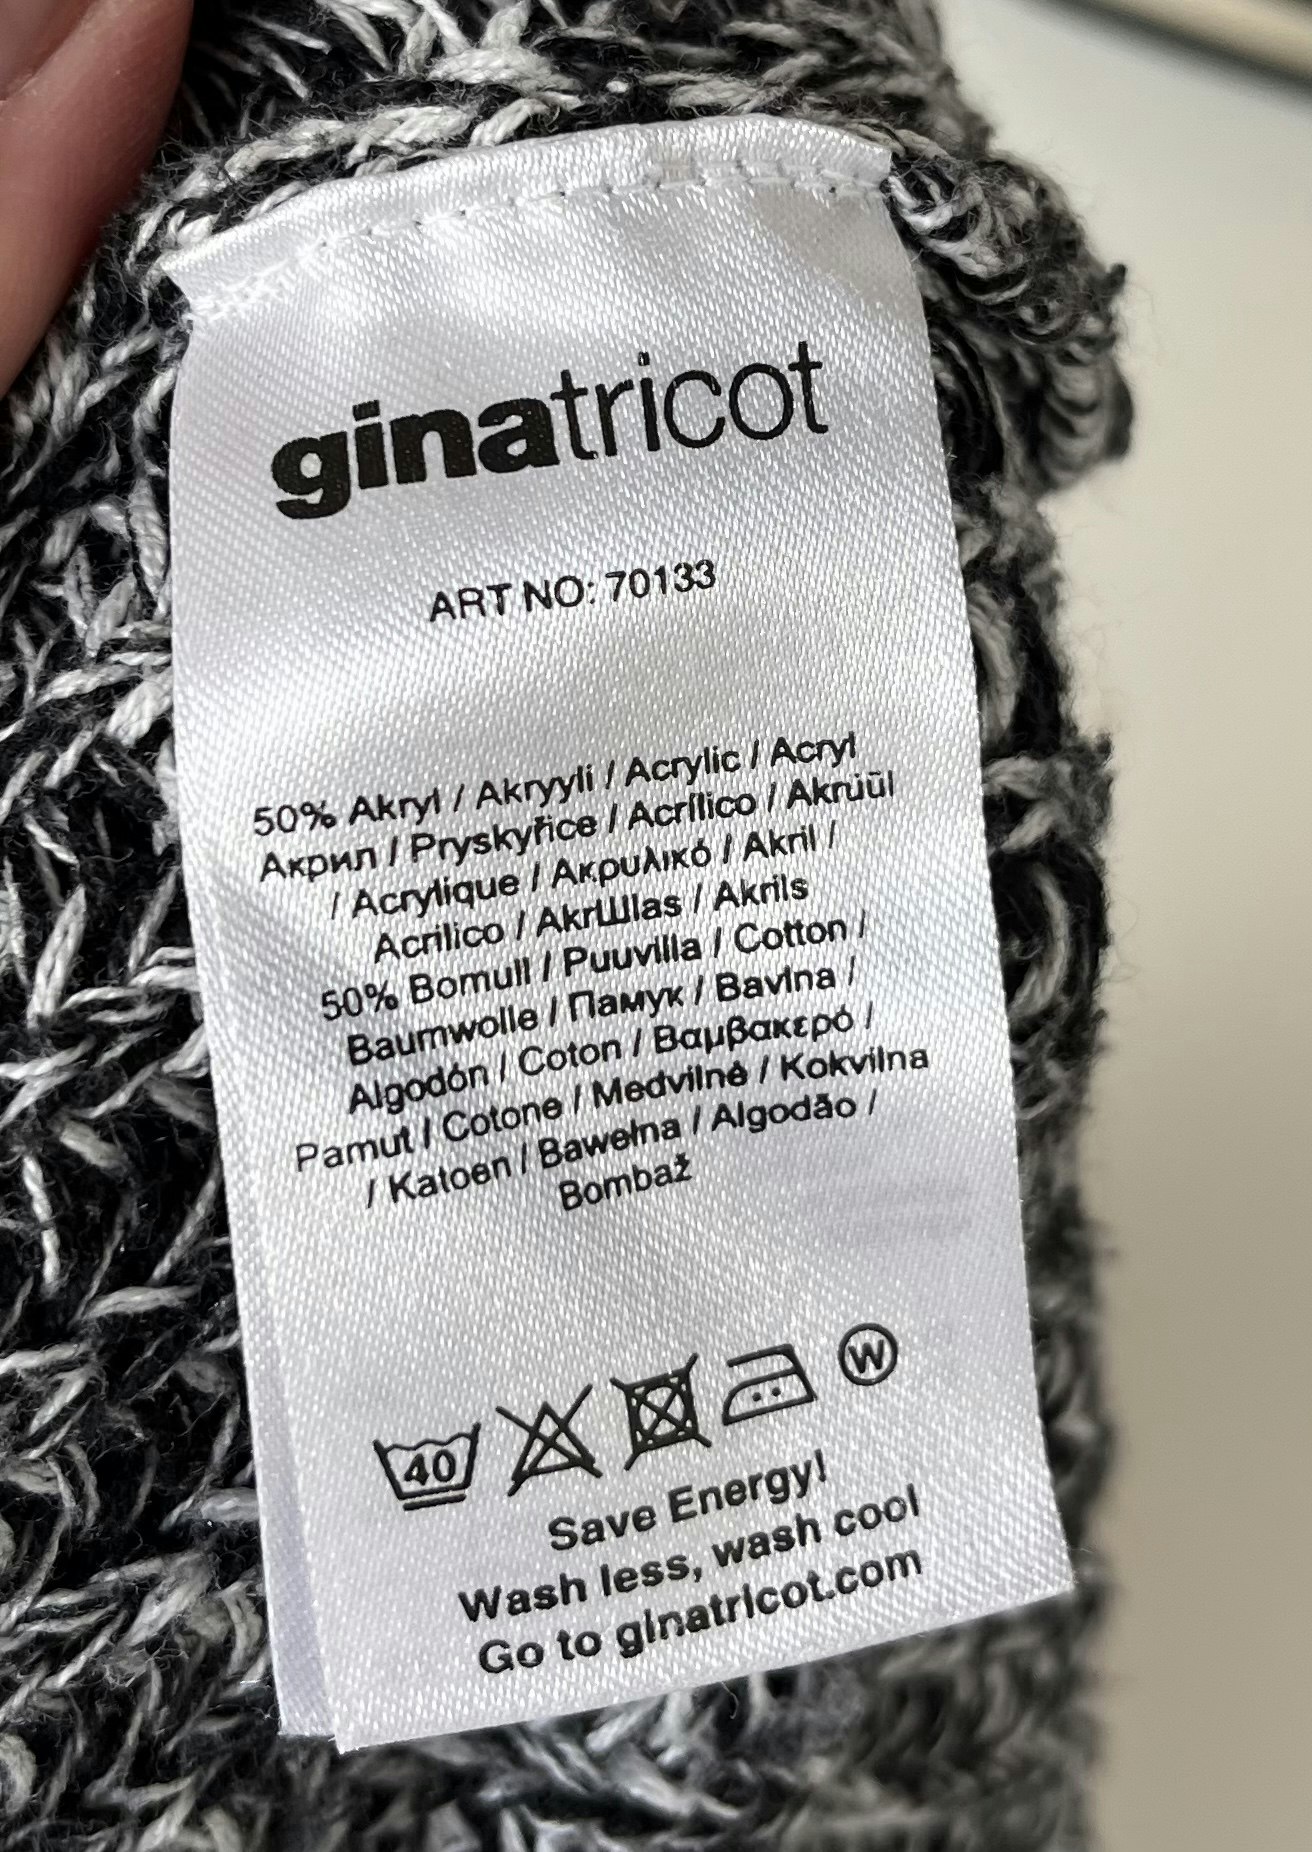 ginatricot
ART NO: 70133
50% Akryl / Akryyli / Acrylic / Acryl
Акрил / Pryskyřice / Acrílico / Akrüül
/ Acrylique / Ακρυλικό / Akril /
Acrilico / AkrШlas / Akrils
50% Bomull / Puuvilla / Cotton /
Baumwolle / Памук / Bavlna /
Algodón / Coton / Βαμβακερό /
Pamut / Cotone / Medvilnė / Kokvilna
/ Katoen / Bawełna / Algodão /
Bombaž
40
W
Save Energy!
Wash less, wash cool
Go to ginatricot.com